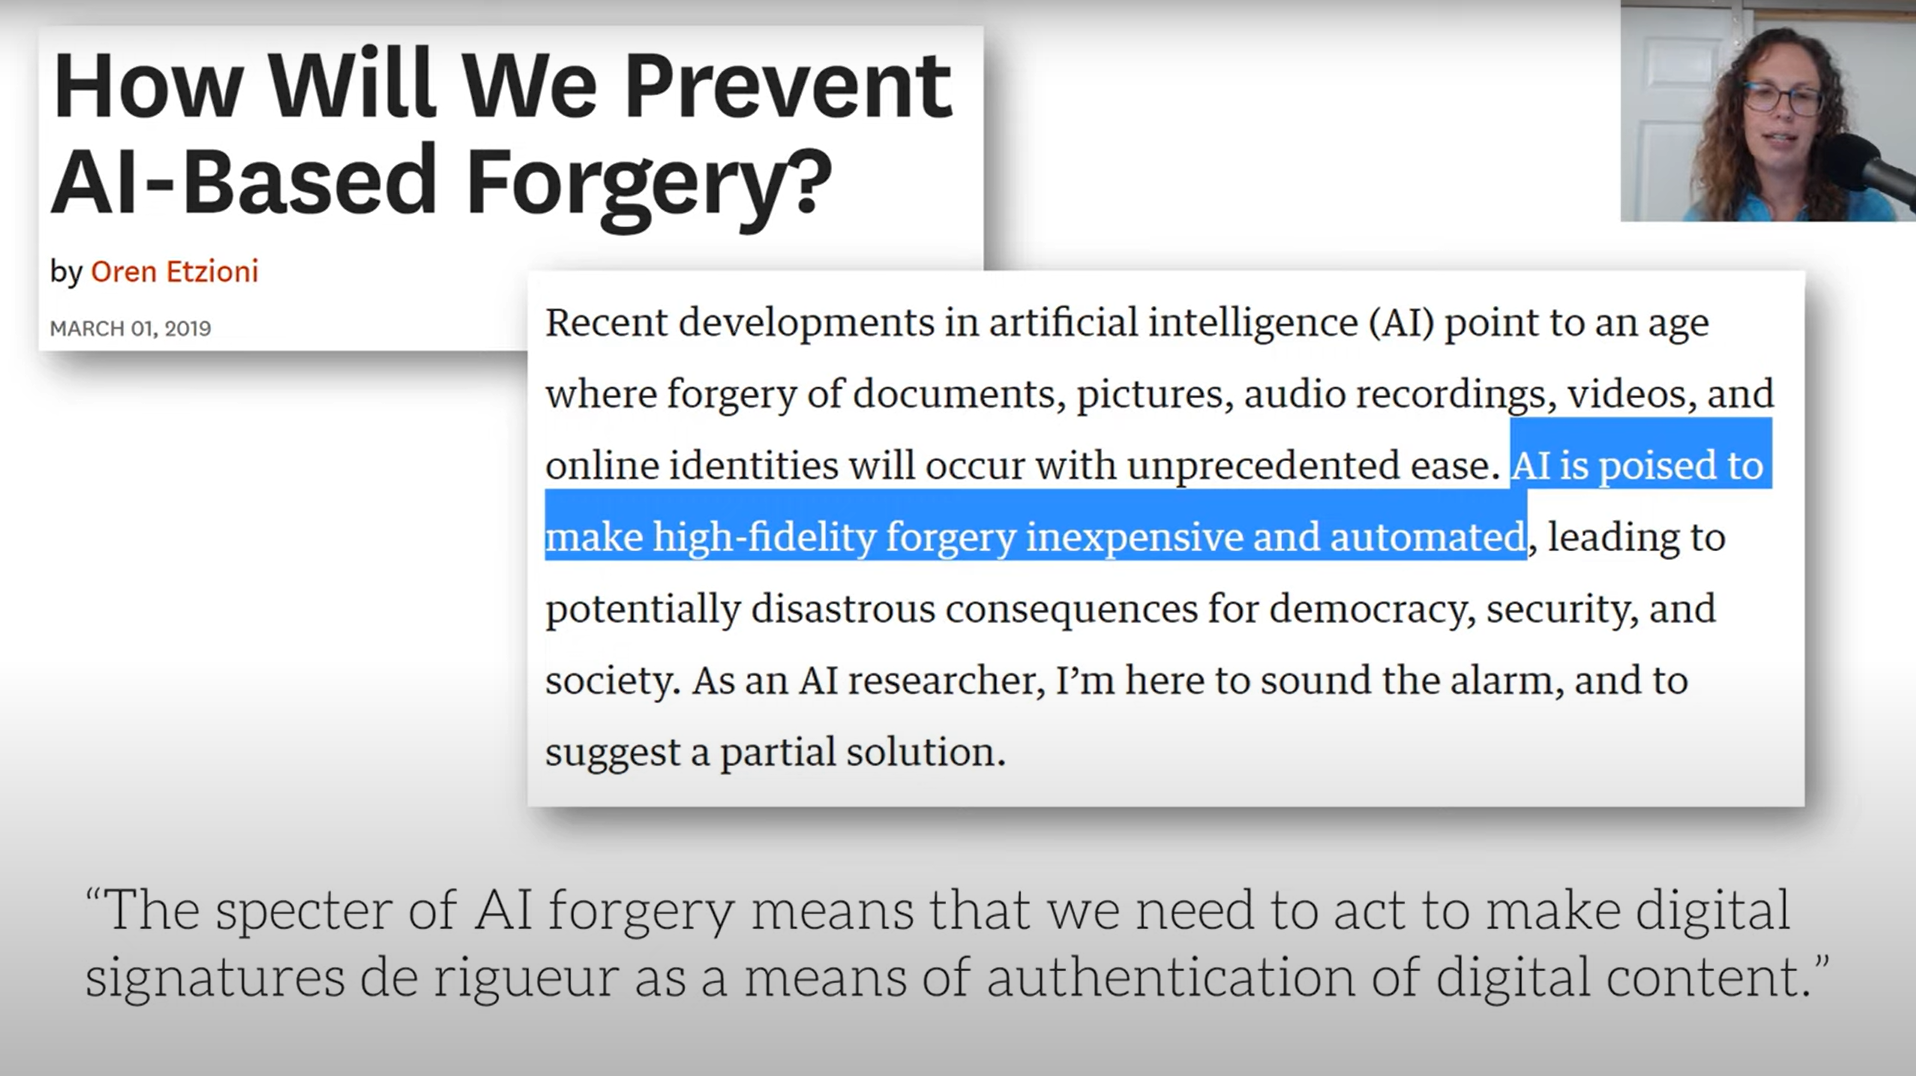 How Will We Prevent
AI-Based Forgery?
by Oren Etzioni
MARCH 01, 2019
Recent developments in artificial intelligence (AI) point to an age
where forgery of documents, pictures, audio recordings, videos, and
online identities will occur with unprecedented ease. AI is poised to
make high-fidelity forgery inexpensive and automated, leading to
potentially disastrous consequences for democracy, security, and
society. As an AI researcher, I’m here to sound the alarm, and to
suggest a partial solution.
“The specter of AI forgery means that we need to act to make digital
signatures de rigueur as a means of authentication of digital content.”